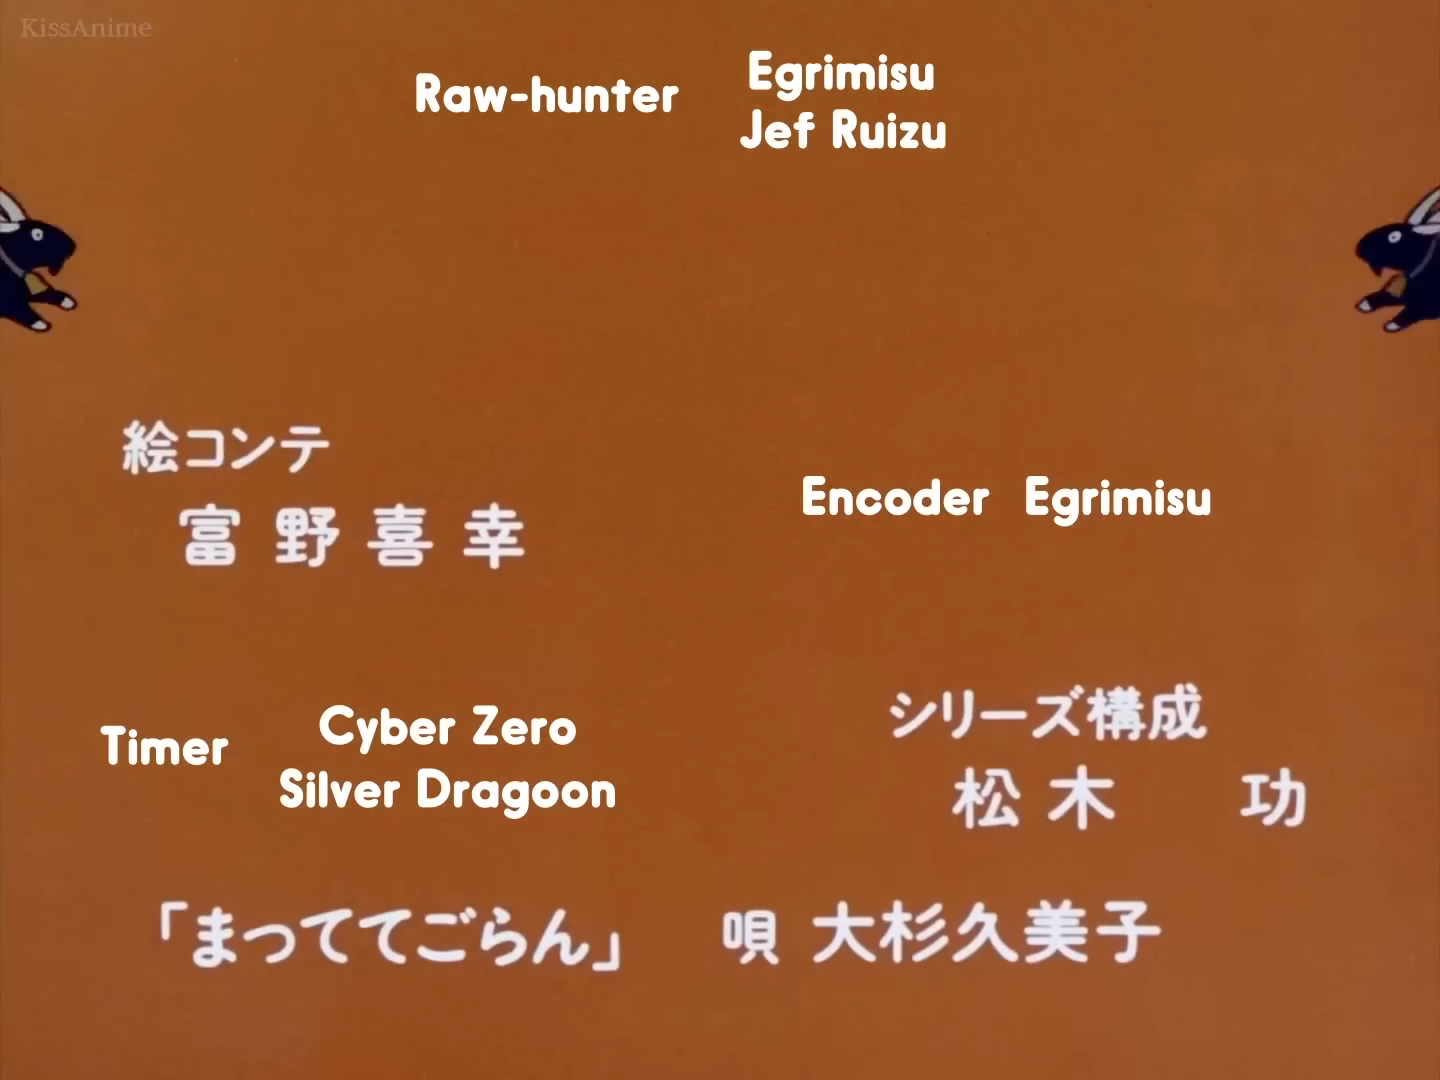 KissAnime
Raw-hunter
Egrimisu
Jef Ruizu
絵コンテ
富野喜幸
Encoder Egrimisu
Timer
Cyber Zero
Silver Dragoon
シリーズ構成
松木 功
「まっててごらん」 唄 大杉久美子